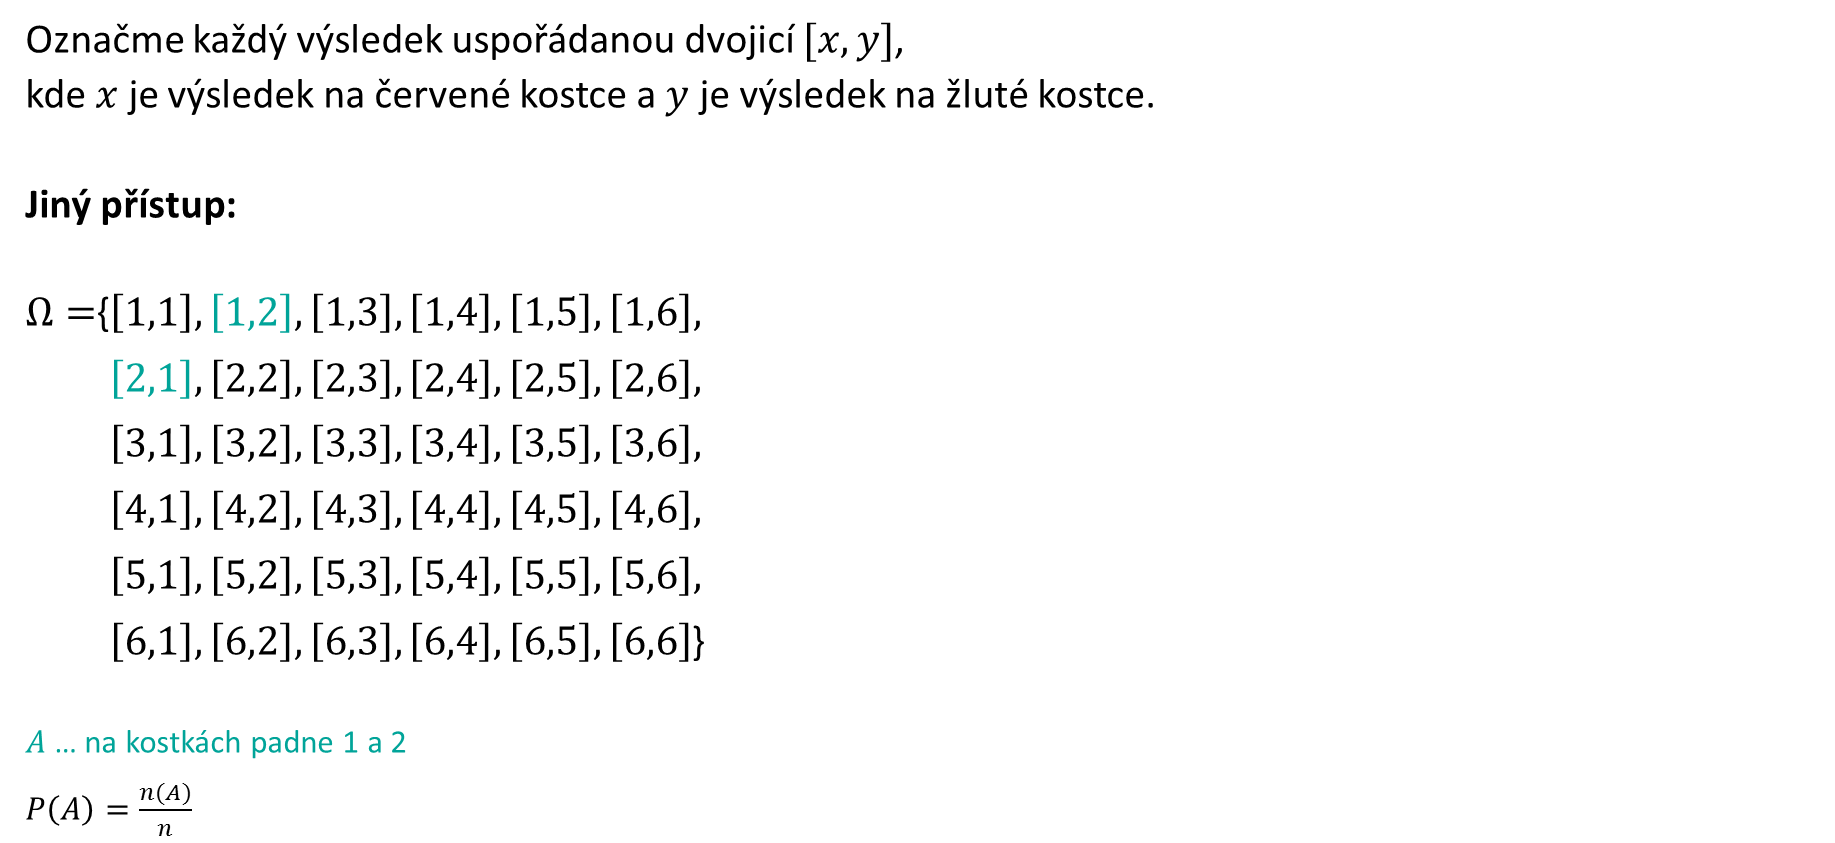 Označme každý výsledek uspořádanou dvojicí [x, y],
kde x je výsledek na červené kostce a y je výsledek na žluté kostce.
Jiný přístup:
Ω ={[1,1], [1,2], [1,3], [1,4], [1,5], [1,6],
[2,1], [2,2], [2,3], [2,4], [2,5], [2,6],
[3,1], [3,2], [3,3], [3,4], [3,5], [3,6],
[4,1], [4,2], [4,3], [4,4], [4,5], [4,6],
[5,1], [5,2], [5,3], [5,4], [5,5], [5,6],
[6,1], [6,2], [6,3], [6,4], [6,5], [6,6]}
A ... na kostkách padne 1 a 2
P(A) = n(A)/n